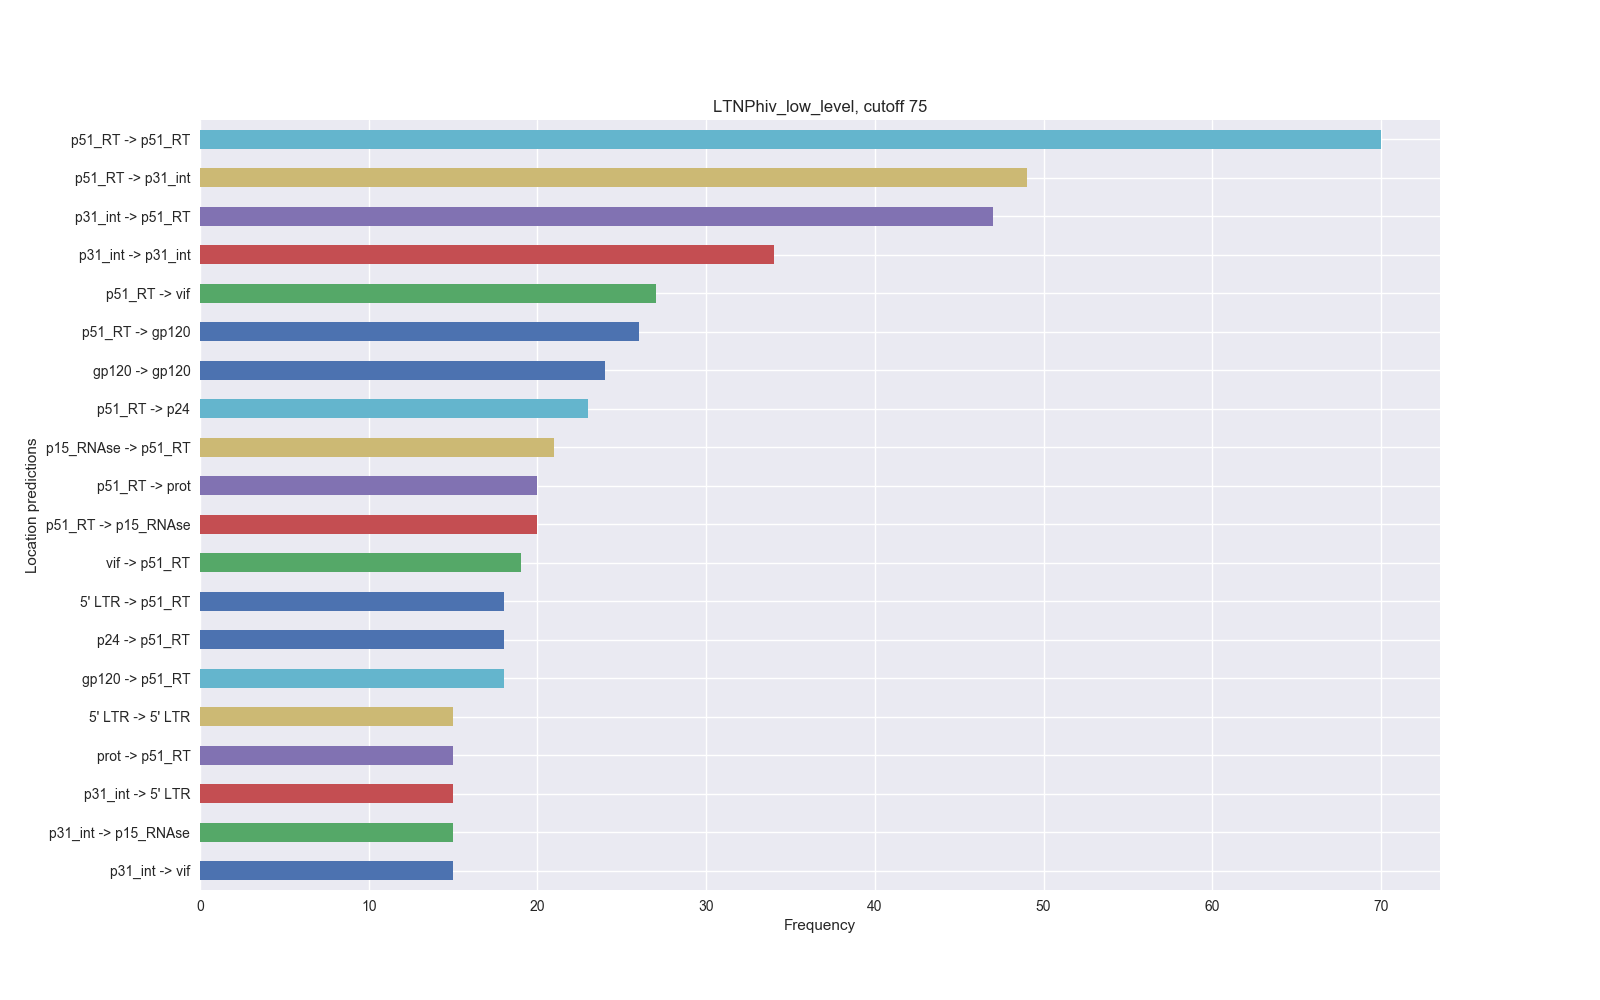 LTNPhiv_low_level, cutoff 75
p51_RT -> p51_RT
p51_RT -> p31_int
p31_int -> p51_RT
p31_int -> p31_int
p51_RT -> vif
p51_RT -> gp120
gp120 -> gp120
p51_RT -> p24
p15_RNAse -> p51_RT
p51_RT -> prot
p51_RT -> p15_RNAse
vif -> p51_RT
5' LTR -> p51_RT
p24 -> p51_RT
gp120 -> p51_RT
5' LTR -> 5' LTR
prot -> p51_RT
p31_int -> 5' LTR
p31_int -> p15_RNAse
p31_int -> vif
Location predictions
0 10 20 30 40 50 60 70
Frequency